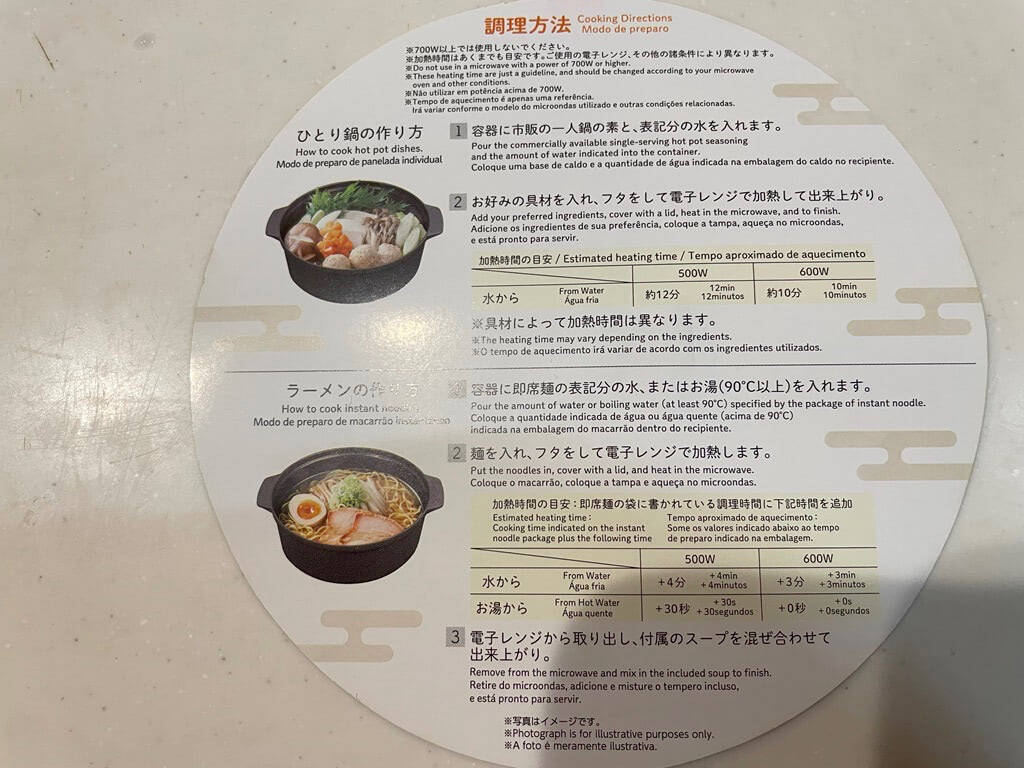 調理方法 Cooking Directions
Modo de preparo
※700W以上では使用しないでください。
※加熱時間はあくまでも目安です。ご使用の電子レンジ、その他の諸条件により異なります。
※Do not use in a microwave with a power of 700W or higher.
※These heating time are just a guideline, and should be changed according to your microwave
oven and other conditions.
※Não utilizar em potência acima de 700W.
※Tempo de aquecimento é apenas uma referência.
Irá variar conforme o modelo do microondas utilizado e outras condições relacionadas.
ひとり鍋の作り方
How to cook hot pot dishes.
Modo de preparo de panelada individual
1 容器に市販の一人鍋の素と、表記分の水を入れます。
Pour the commercially available single-serving hot pot seasoning
and the amount of water indicated into the container.
Coloque uma base de caldo e a quantidade de água indicada na embalagem do caldo no recipiente.
2 お好みの具材を入れ、フタをして電子レンジで加熱して出来上がり。
Add your preferred ingredients, cover with a lid, heat in the microwave, and to finish.
Adicione os ingredientes de sua preferência, coloque a tampa, aqueça no microondas,
e está pronto para servir.
加熱時間の目安 / Estimated heating time / Tempo aproximado de aquecimento
500W 600W
水から From Water Água fria 約12分 12min 12minutos 約10分 10min 10minutos
※具材によって加熱時間は異なります。
※The heating time may vary depending on the ingredients.
※O tempo de aquecimento irá variar de acordo com os ingredientes utilizados.
ラーメンの作り方
How to cook instant
Modo de preparo de macarrão
1 容器に即席麺の表記分の水、またはお湯(90℃以上)を入れます。
Pour the amount of water or boiling water (at least 90℃) specified by the package of instant noodle.
Coloque a quantidade indicada de água ou água quente (acima de 90℃)
indicada na embalagem do macarrão dentro do recipiente.
2 麺を入れ、フタをして電子レンジで加熱します。
Put the noodles in, cover with a lid, and heat in the microwave.
Coloque o macarrão, coloque a tampa e aqueça no microondas.
加熱時間の目安：即席麺の袋に書かれている調理時間に下記時間を追加
Estimated heating time：
Cooking time indicated on the instant
noodle package plus the following time
Tempo aproximado de aquecimento：
Some os valores indicado abaixo ao tempo
de preparo indicado na embalagem.
500W 600W
水から From Water Água fria +4分 +4min +4minutos +3分 +3min +3minutos
お湯から From Hot Water Água quente +30秒 +30s +30segundos +0秒 +0s +0segundos
3 電子レンジから取り出し、付属のスープを混ぜ合わせて
出来上がり。
Remove from the microwave and mix in the included soup to finish.
Retire do microondas, adicione e misture o tempero incluso,
e está pronto para servir.
※写真はイメージです。
※Photograph is for illustrative purposes only.
※A foto é meramente ilustrativa.